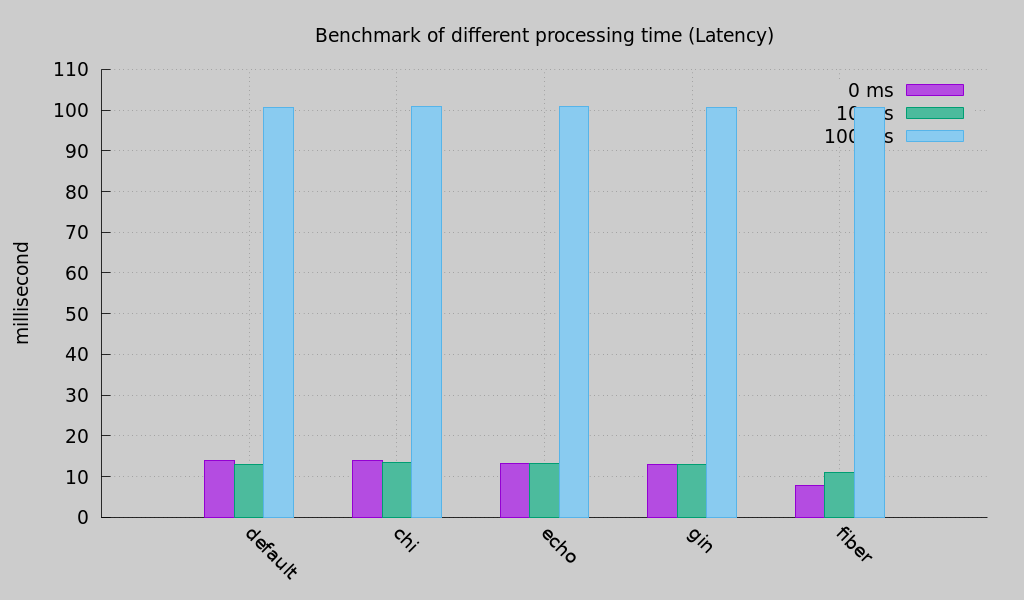 Benchmark of different processing time (Latency)
110
100
90
80
70
60
50
40
30
20
10
0
millisecond
0 ms
10 s
100 s
default
chi
echo
gin
fiber